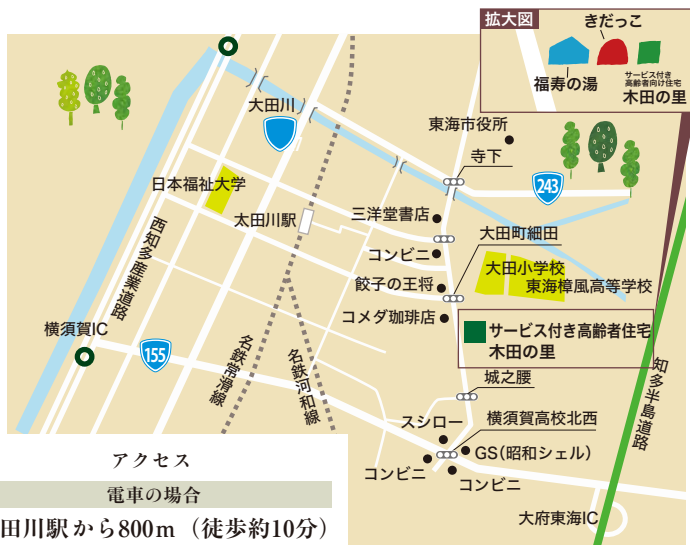 拡大図
きだっこ
福寿の湯
サービス付き
高齢者向け住宅
木田の里
大田川
東海市役所
寺下
243
日本福祉大学
太田川駅
三洋堂書店
大田町細田
コンビニ
大田小学校
東海樟風高等学校
餃子の王将
コメダ珈琲店
西知多産業道路
横須賀IC
155
サービス付き高齢者住宅
木田の里
名鉄常滑線
名鉄河和線
知多半島道路
城之腰
スシロー
横須賀高校北西
GS(昭和シェル)
コンビニ
コンビニ
大府東海IC
アクセス
電車の場合
田川駅から800m（徒歩約10分）